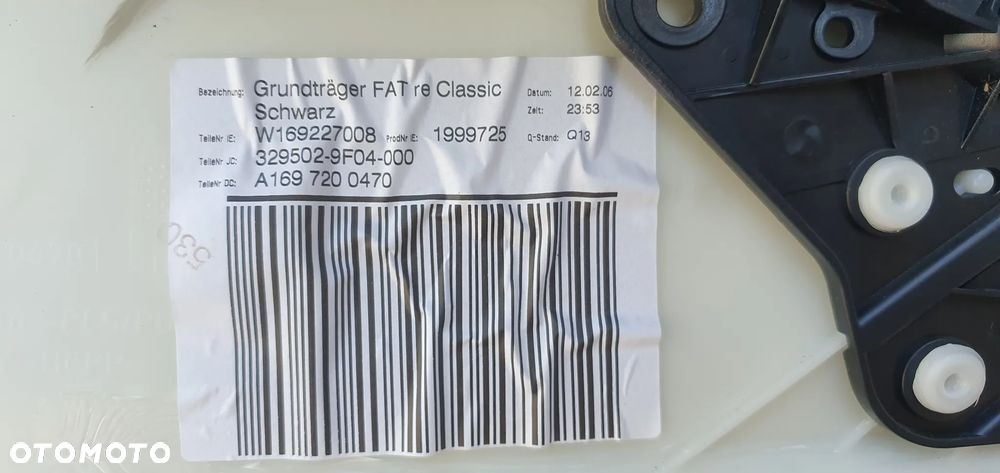 Bezeichnung: Grundträger FAT re Classic Datum: 12.02.06
Schwarz Zeit: 23:53
TeileNr IE: W169227008 ProdNr IE: 1999725 Q-Stand: Q13
TeileNr JC: 329502-9F04-000
TeileNr DC: A169 720 0470
530
OTOMOTO